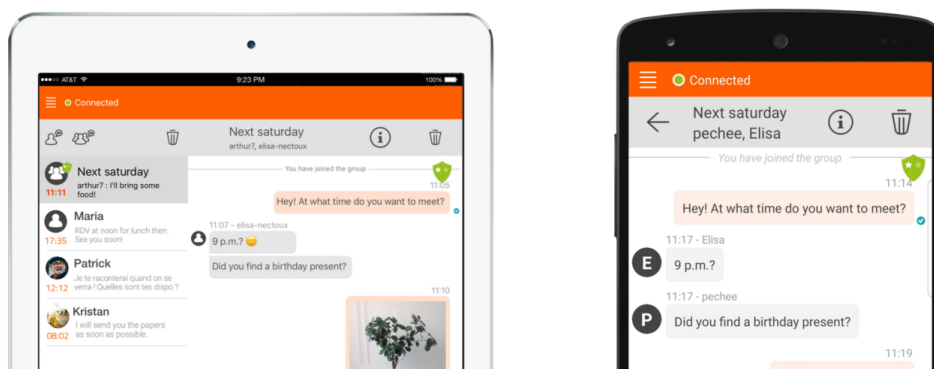 AT&T
9:23 PM
100%
Connected
Next saturday
arthur7, elisa-nectoux
Next saturday
arthur7 : I'll bring some
food!
11:11
Maria
RDV at noon for lunch then.
See you soon!
17:35
Patrick
Je te raconterai quand on se
verra ! Quelles sont tes dispo ?
12:12
Kristan
I will send you the papers
as soon as possible.
08:02
You have joined the group
11:05
Hey! At what time do you want to meet?
11:07 - elisa-nectoux
9 p.m.? 🙂
Did you find a birthday present?
11:10
Connected
Next saturday
pechee, Elisa
You have joined the group
11:14
Hey! At what time do you want to meet?
11:17 - Elisa
E
9 p.m.?
11:17 - pechee
P
Did you find a birthday present?
11:19